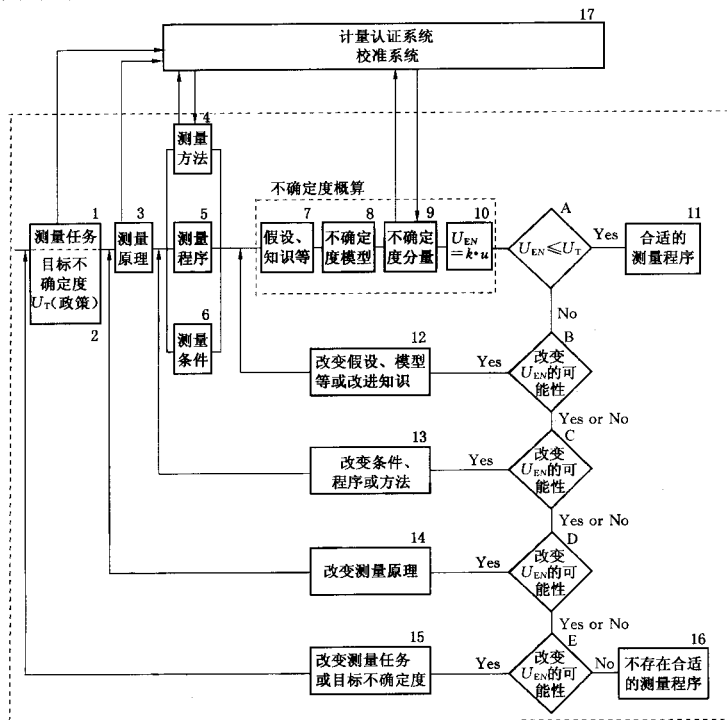 17
计量认证系统
校准系统
4
测量
方法
不确定度概算
1
测量任务
目标不
确定度
U_T(政策)
2
3
测量
原理
5
测量
程序
6
测量
条件
7
假设、
知识等
8
不确定
度模型
9
不确定
度分量
10
U_EN
=k•u
A
U_EN≤U_T
Yes
11
合适的
测量程序
No
12
改变假设、模型
等或改进知识
Yes
B
改变
U_EN的可
能性
Yes or No
13
改变条件、
程序或方法
Yes
C
改变
U_EN的可
能性
Yes or No
14
改变测量原理
Yes
D
改变
U_EN的可
能性
Yes or No
15
改变测量任务
或目标不确定度
Yes
E
改变
U_EN的可
能性
No
16
不存在合适
的测量程序